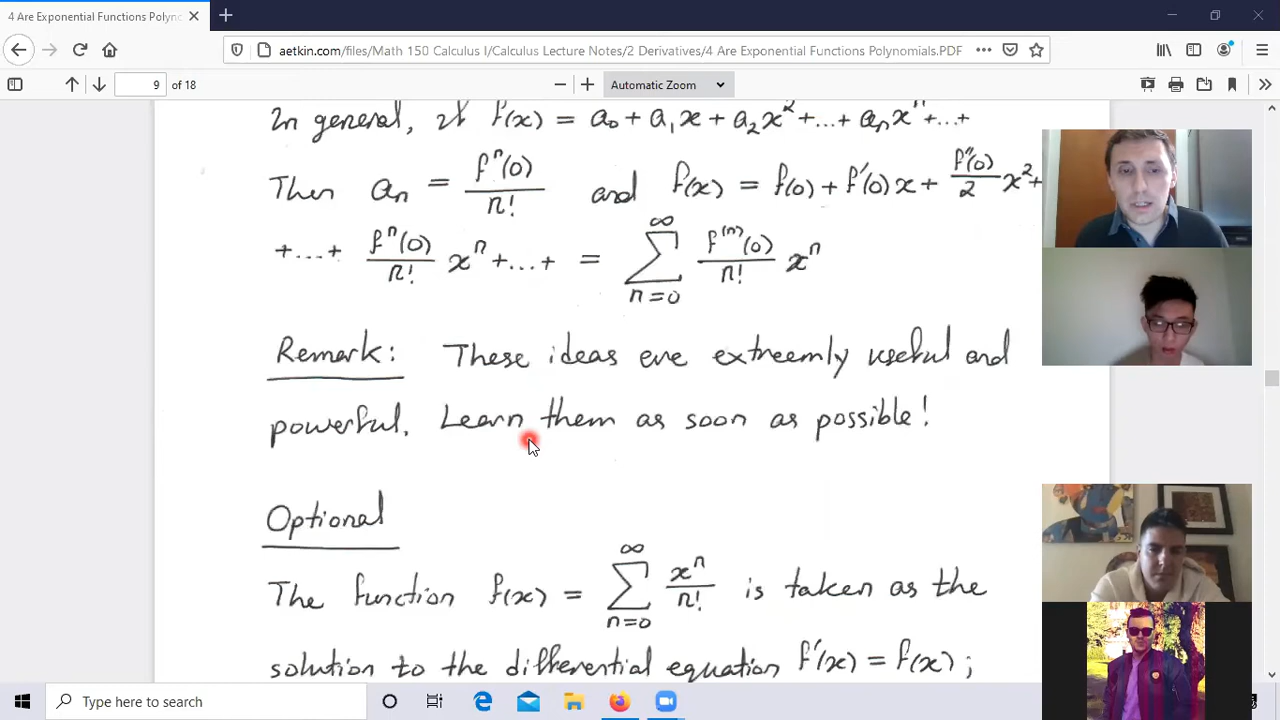 4 Are Exponential Functions Polync
aetkin.com/files/Math 150 Calculus I/Calculus Lecture Notes/2 Derivatives/4 Are Exponential Functions Polynomials.PDF
9 of 18
Automatic Zoom
In general, if f(x) = a₀ + a₁x + a₂x² + ... + aₙxⁿ + ...
Then aₙ = fⁿ(0)/n! and f(x) = f(0) + f'(0)x + f''(0)/2 x² +
+ ... + fⁿ(0)/n! xⁿ + ... + = ∑ₙ₌₀^∞ f⁽ⁿ⁾(0)/n! xⁿ
Remark: These ideas are extreemly useful and
powerful. Learn them as soon as possible!
Optional
The function f(x) = ∑ₙ₌₀^∞ xⁿ/n! is taken as the
solution to the differential equation f'(x) = f(x);
Type here to search